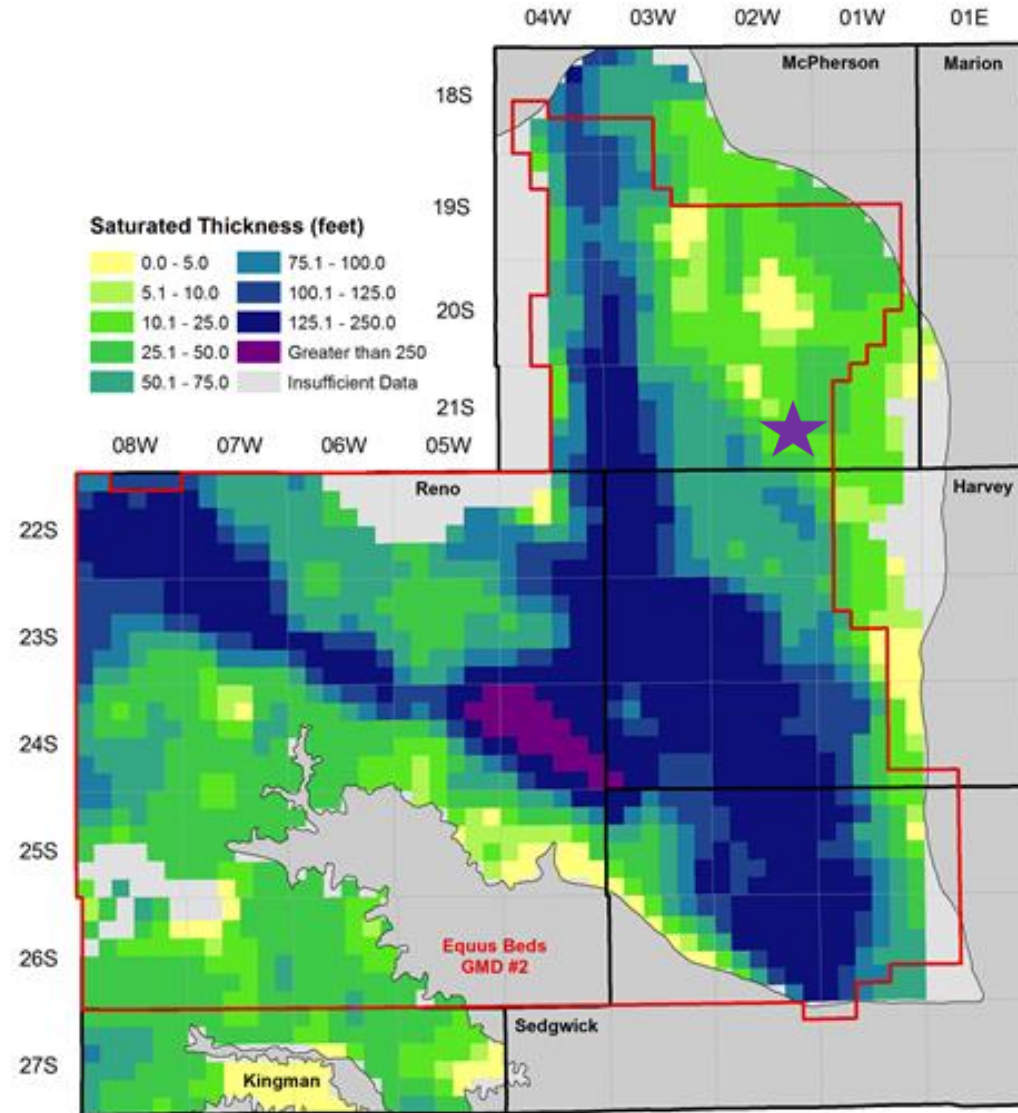 04W 03W 02W 01W 01E
McPherson Marion
18S
19S
Saturated Thickness (feet)
0.0 - 5.0 75.1 - 100.0
5.1 - 10.0 100.1 - 125.0
10.1 - 25.0 125.1 - 250.0
25.1 - 50.0 Greater than 250
50.1 - 75.0 Insufficient Data
20S
21S
08W 07W 06W 05W
Reno Harvey
22S
23S
24S
25S
Equus Beds
GMD #2
26S
Sedgwick
27S
Kingman